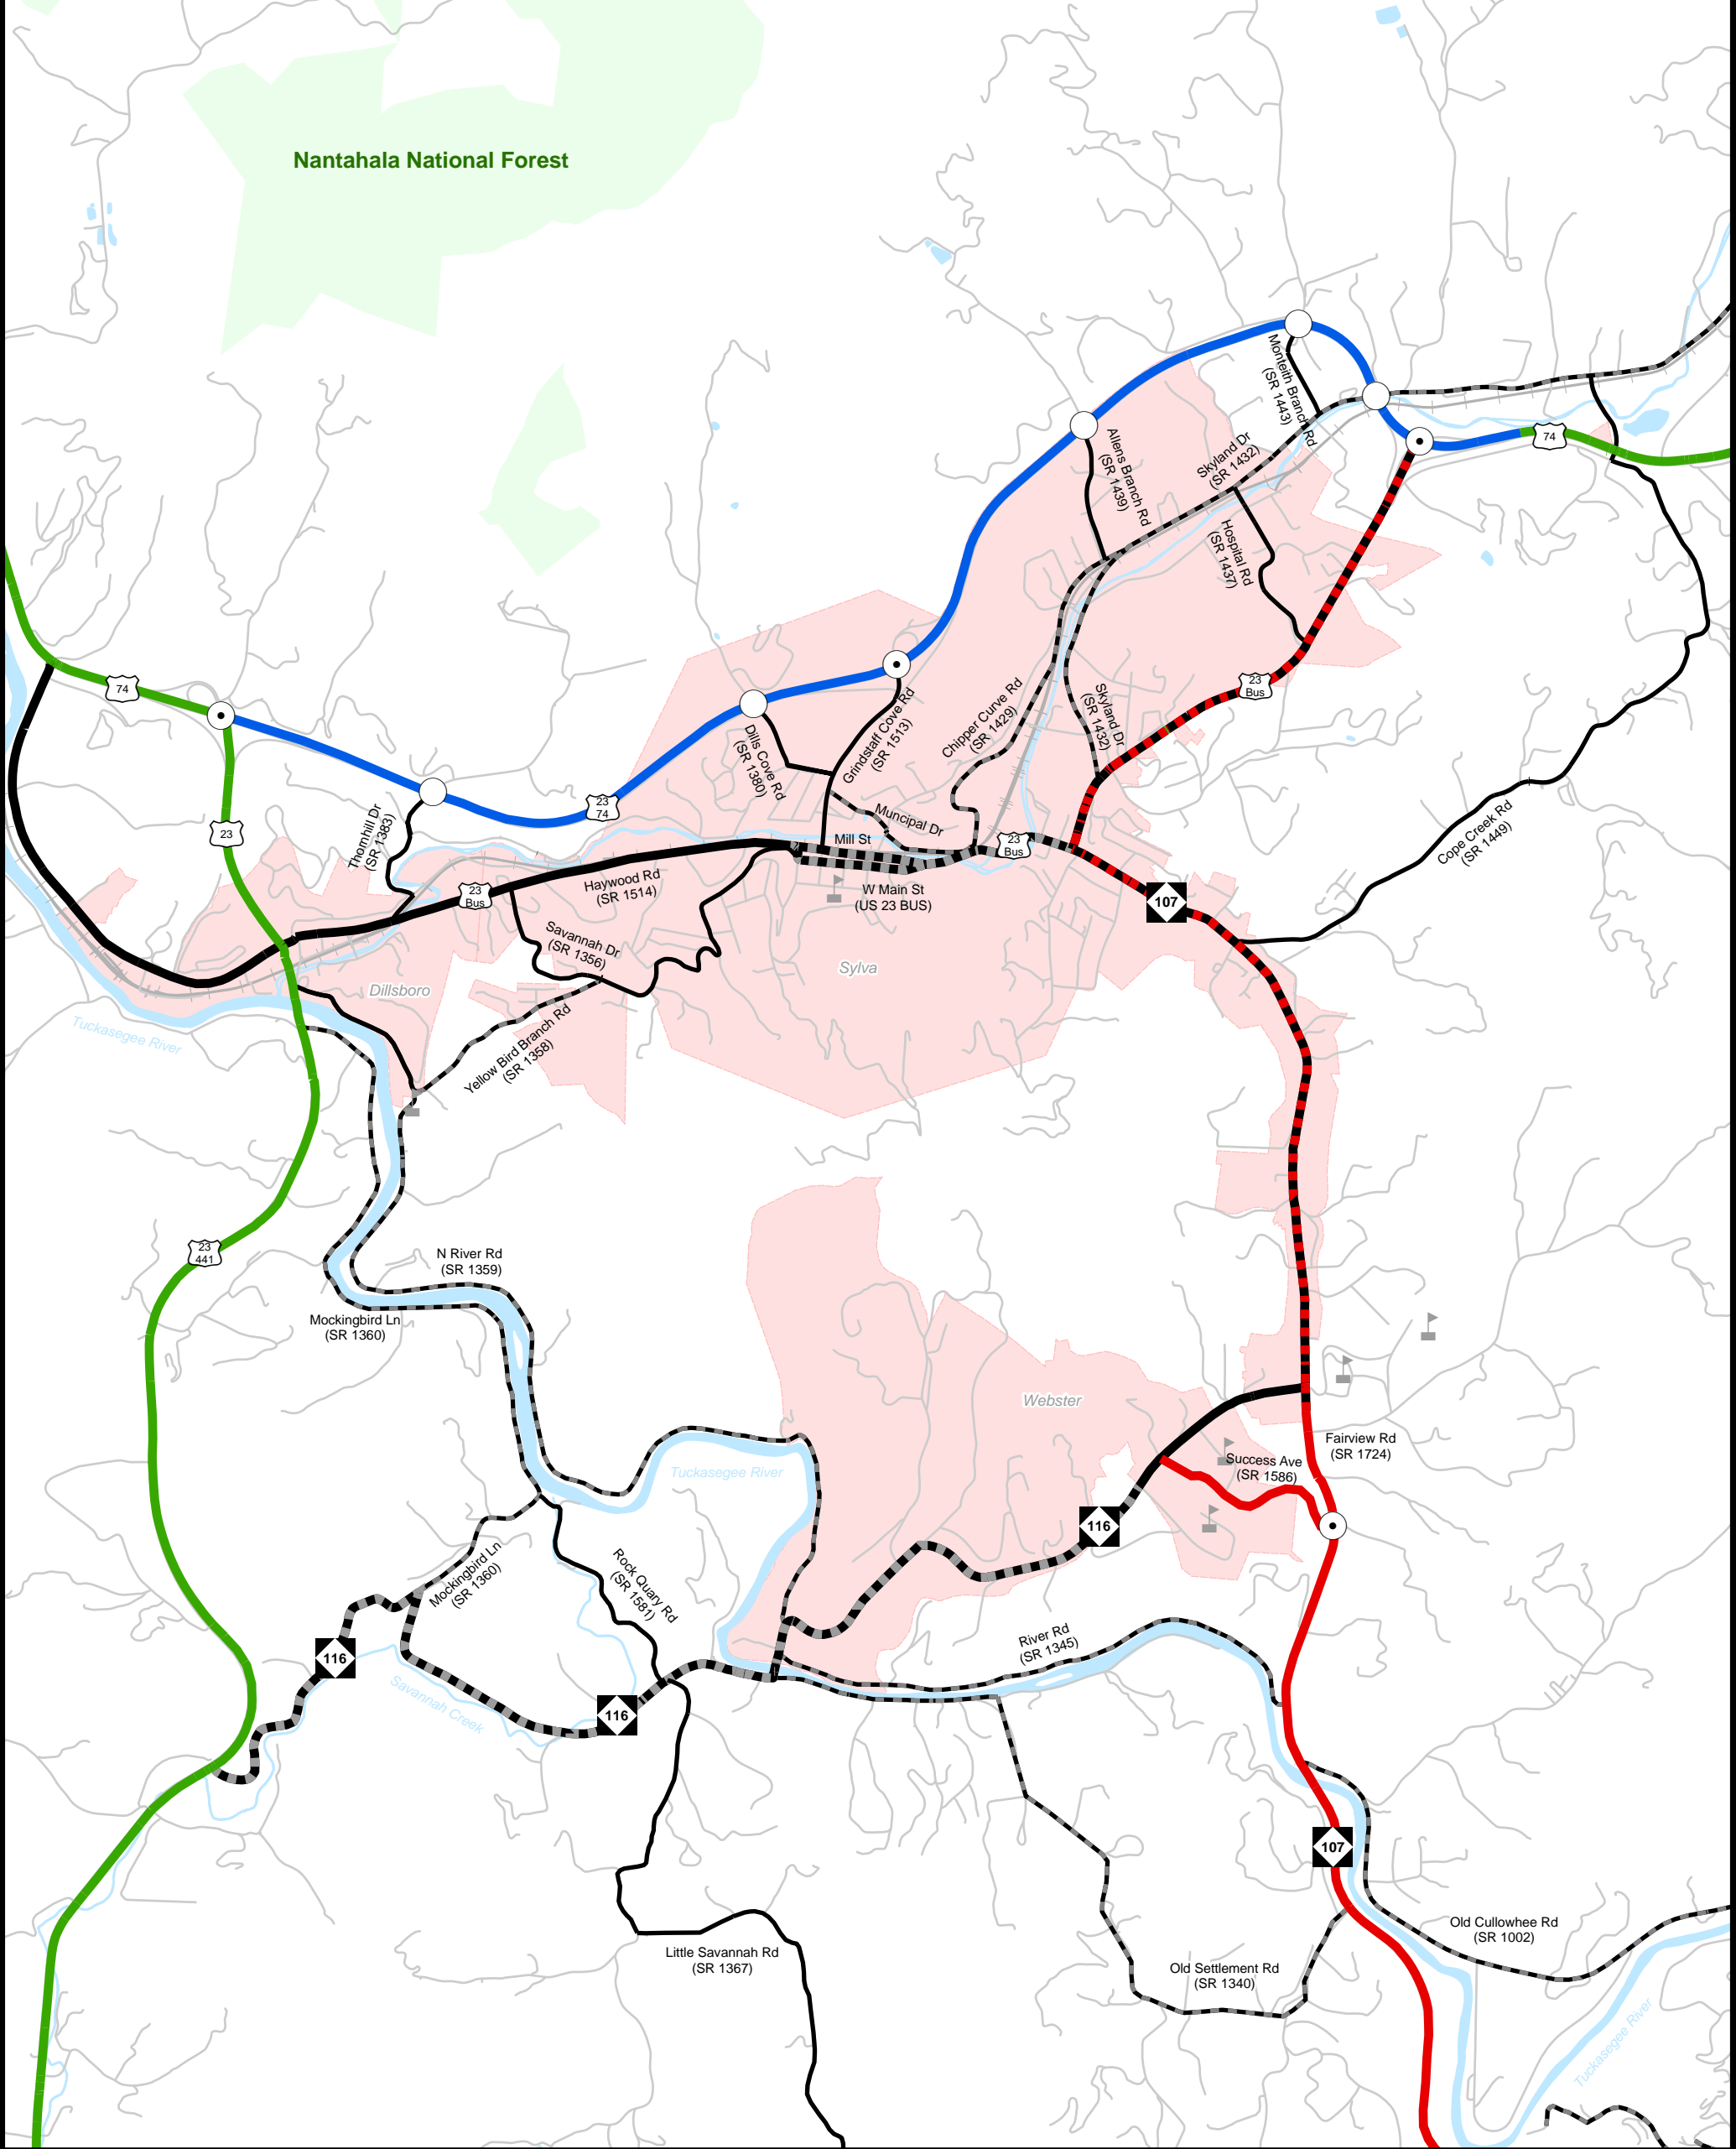 Nantahala National Forest
Monteith Branch Rd
(SR 1443)
Skyland Dr
(SR 1432)
Allens Branch Rd
(SR 1439)
74
Hospital Rd
(SR 1437)
74
23
Bus
Skyland Dr
(SR 1432)
Chipper Curve Rd
(SR 1429)
Grindstaff Cove Rd
(SR 1513)
Dills Cove Rd
(SR 1380)
23
74
23
Thornhill Dr
(SR 1383)
Muncipal Dr
Mill St
23
Bus
Cope Creek Rd
(SR 1449)
Haywood Rd
(SR 1514)
23
Bus
W Main St
(US 23 BUS)
107
Savannah Dr
(SR 1356)
Sylva
Dillsboro
Tuckasegee River
Yellow Bird Branch Rd
(SR 1358)
23
441
N River Rd
(SR 1359)
Mockingbird Ln
(SR 1360)
Webster
Fairview Rd
(SR 1724)
Success Ave
(SR 1586)
Tuckasegee River
116
Mockingbird Ln
(SR 1360)
Rock Quary Rd
(SR 1581)
River Rd
(SR 1345)
116
Savannah Creek
116
107
Old Cullowhee Rd
(SR 1002)
Little Savannah Rd
(SR 1367)
Old Settlement Rd
(SR 1340)
Tuckasegee River